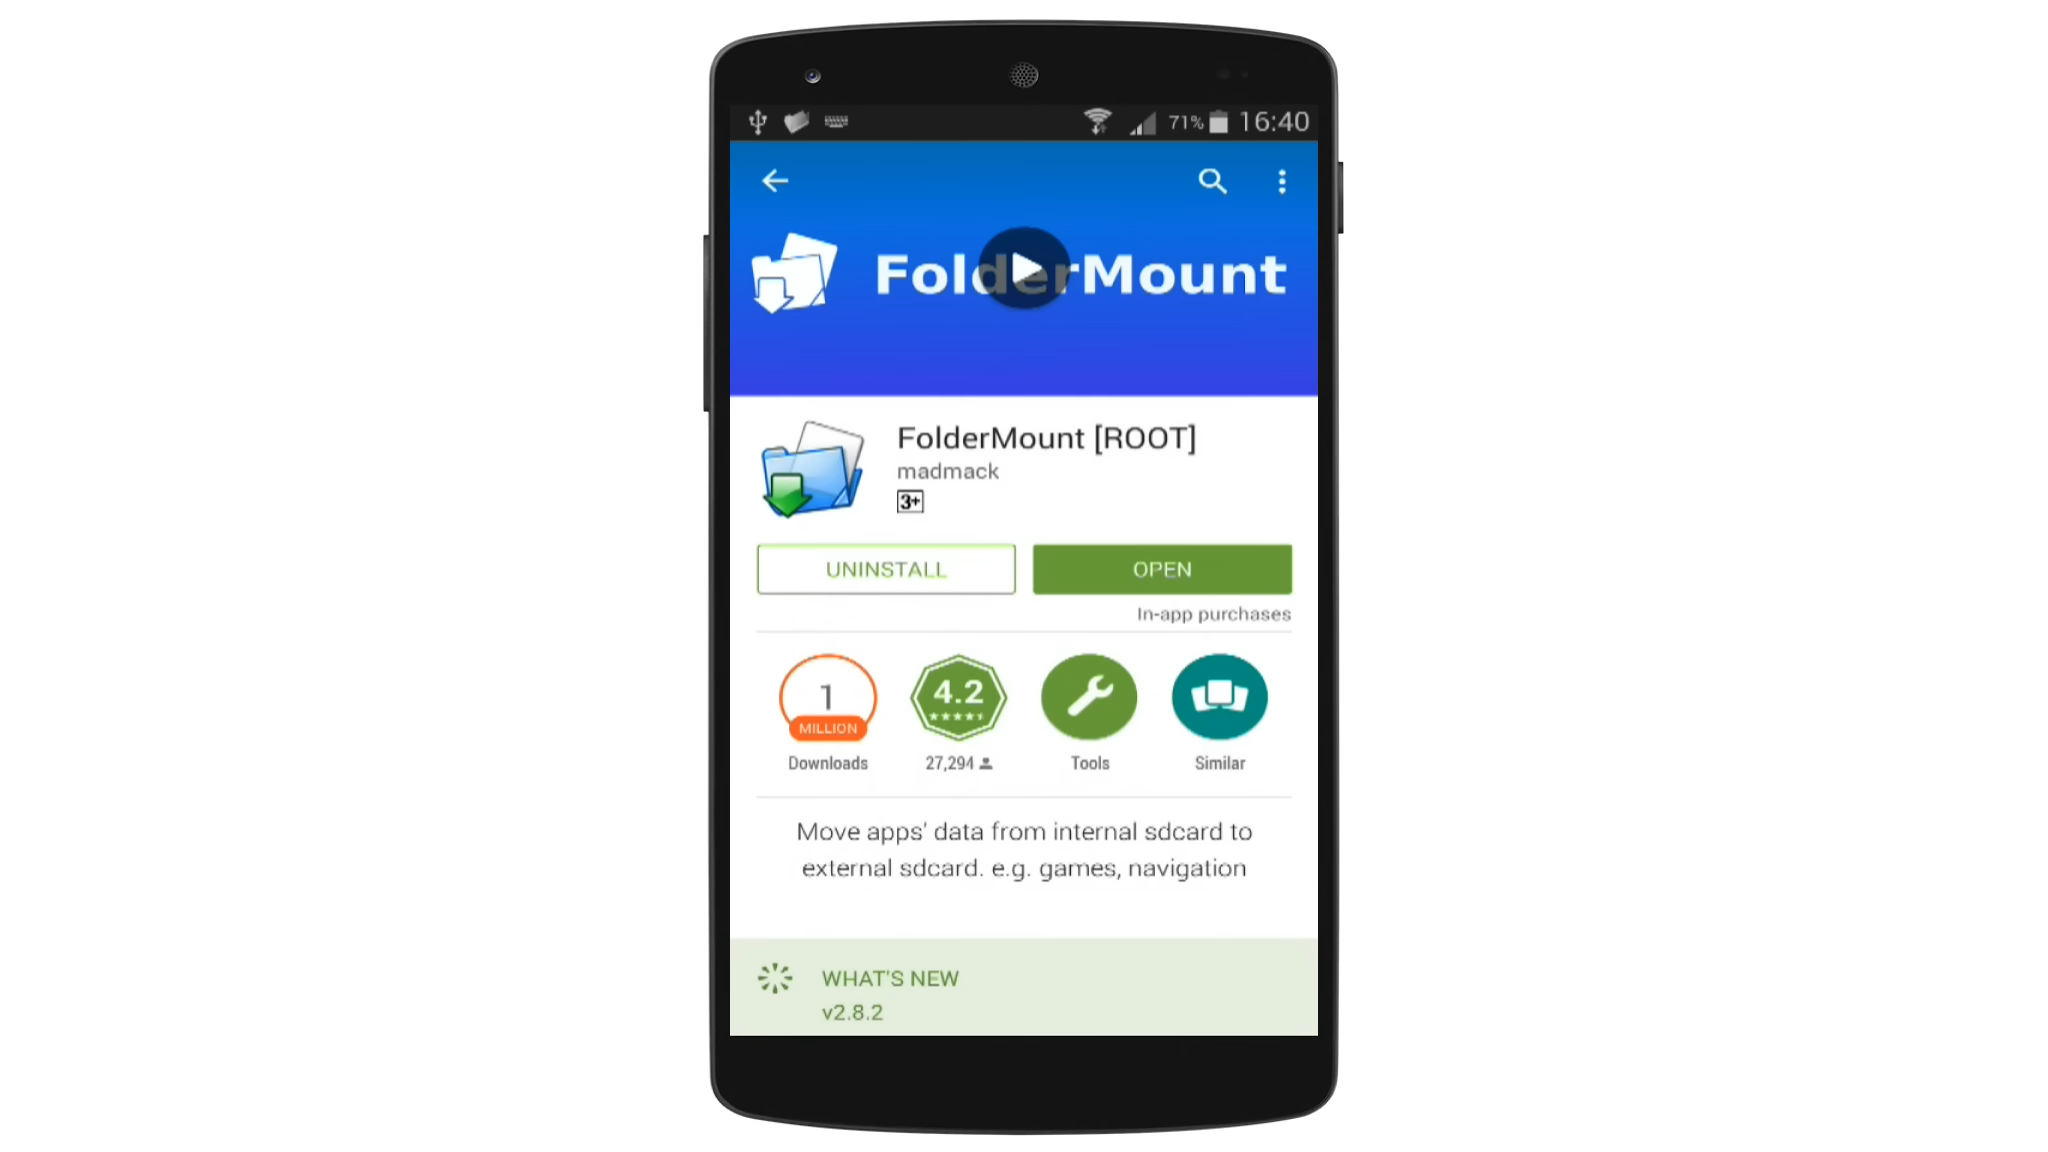 71% 16:40
FolderMount
FolderMount [ROOT]
madmack
3+
UNINSTALL
OPEN
In-app purchases
1
MILLION
4.2
Downloads
27,294
Tools
Similar
Move apps' data from internal sdcard to
external sdcard. e.g. games, navigation
WHAT'S NEW
v2.8.2